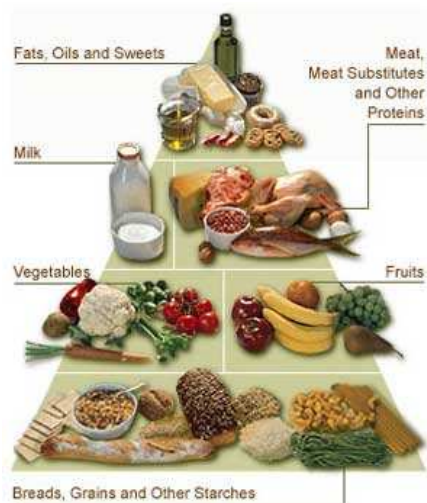 Fats, Oils and Sweets
Meat,
Meat Substitutes
and Other
Proteins
Milk
Vegetables
Fruits
Breads, Grains and Other Starches